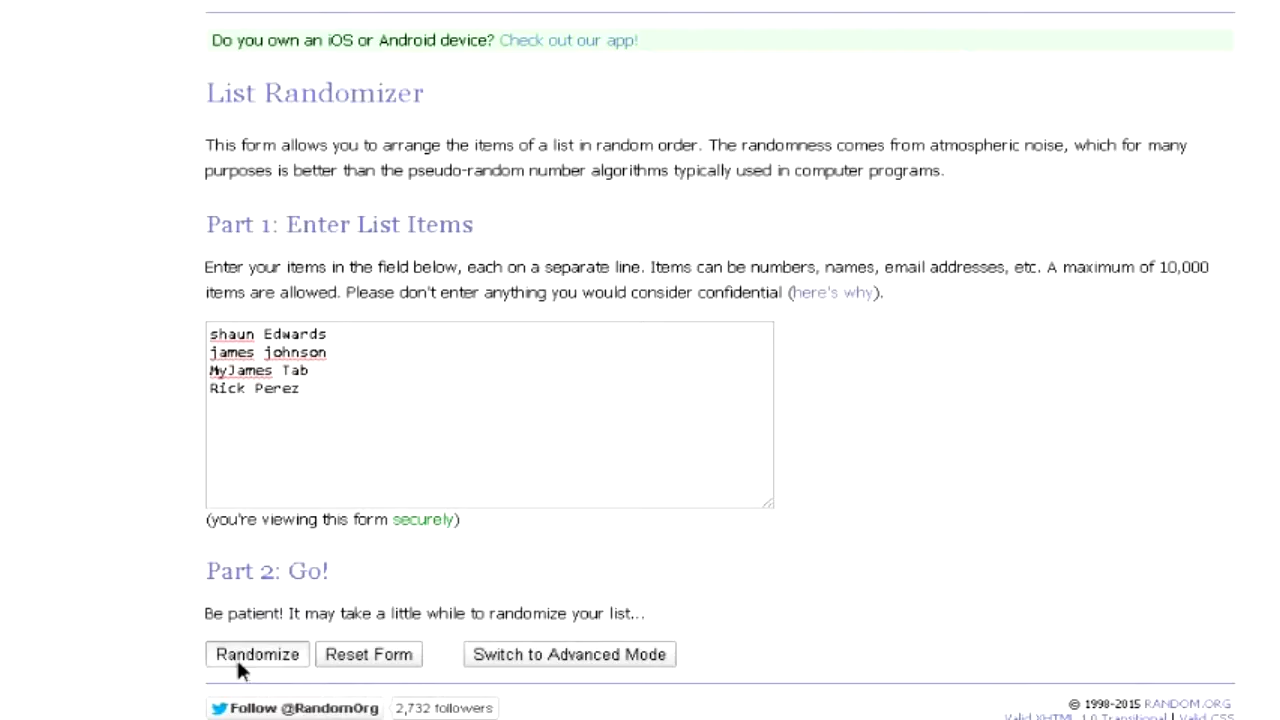 Do you own an iOS or Android device? Check out our app!
List Randomizer
This form allows you to arrange the items of a list in random order. The randomness comes from atmospheric noise, which for many
purposes is better than the pseudo-random number algorithms typically used in computer programs.
Part 1: Enter List Items
Enter your items in the field below, each on a separate line. Items can be numbers, names, email addresses, etc. A maximum of 10,000
items are allowed. Please don't enter anything you would consider confidential (here's why).
shaun Edwards
james johnson
MyJames Tab
Rick Perez
(you're viewing this form securely)
Part 2: Go!
Be patient! It may take a little while to randomize your list...
Randomize Reset Form Switch to Advanced Mode
Follow @RandomOrg 2,732 followers © 1998-2015 RANDOM.ORG
Valid XHTML 1.0 Transitional | Valid CSS